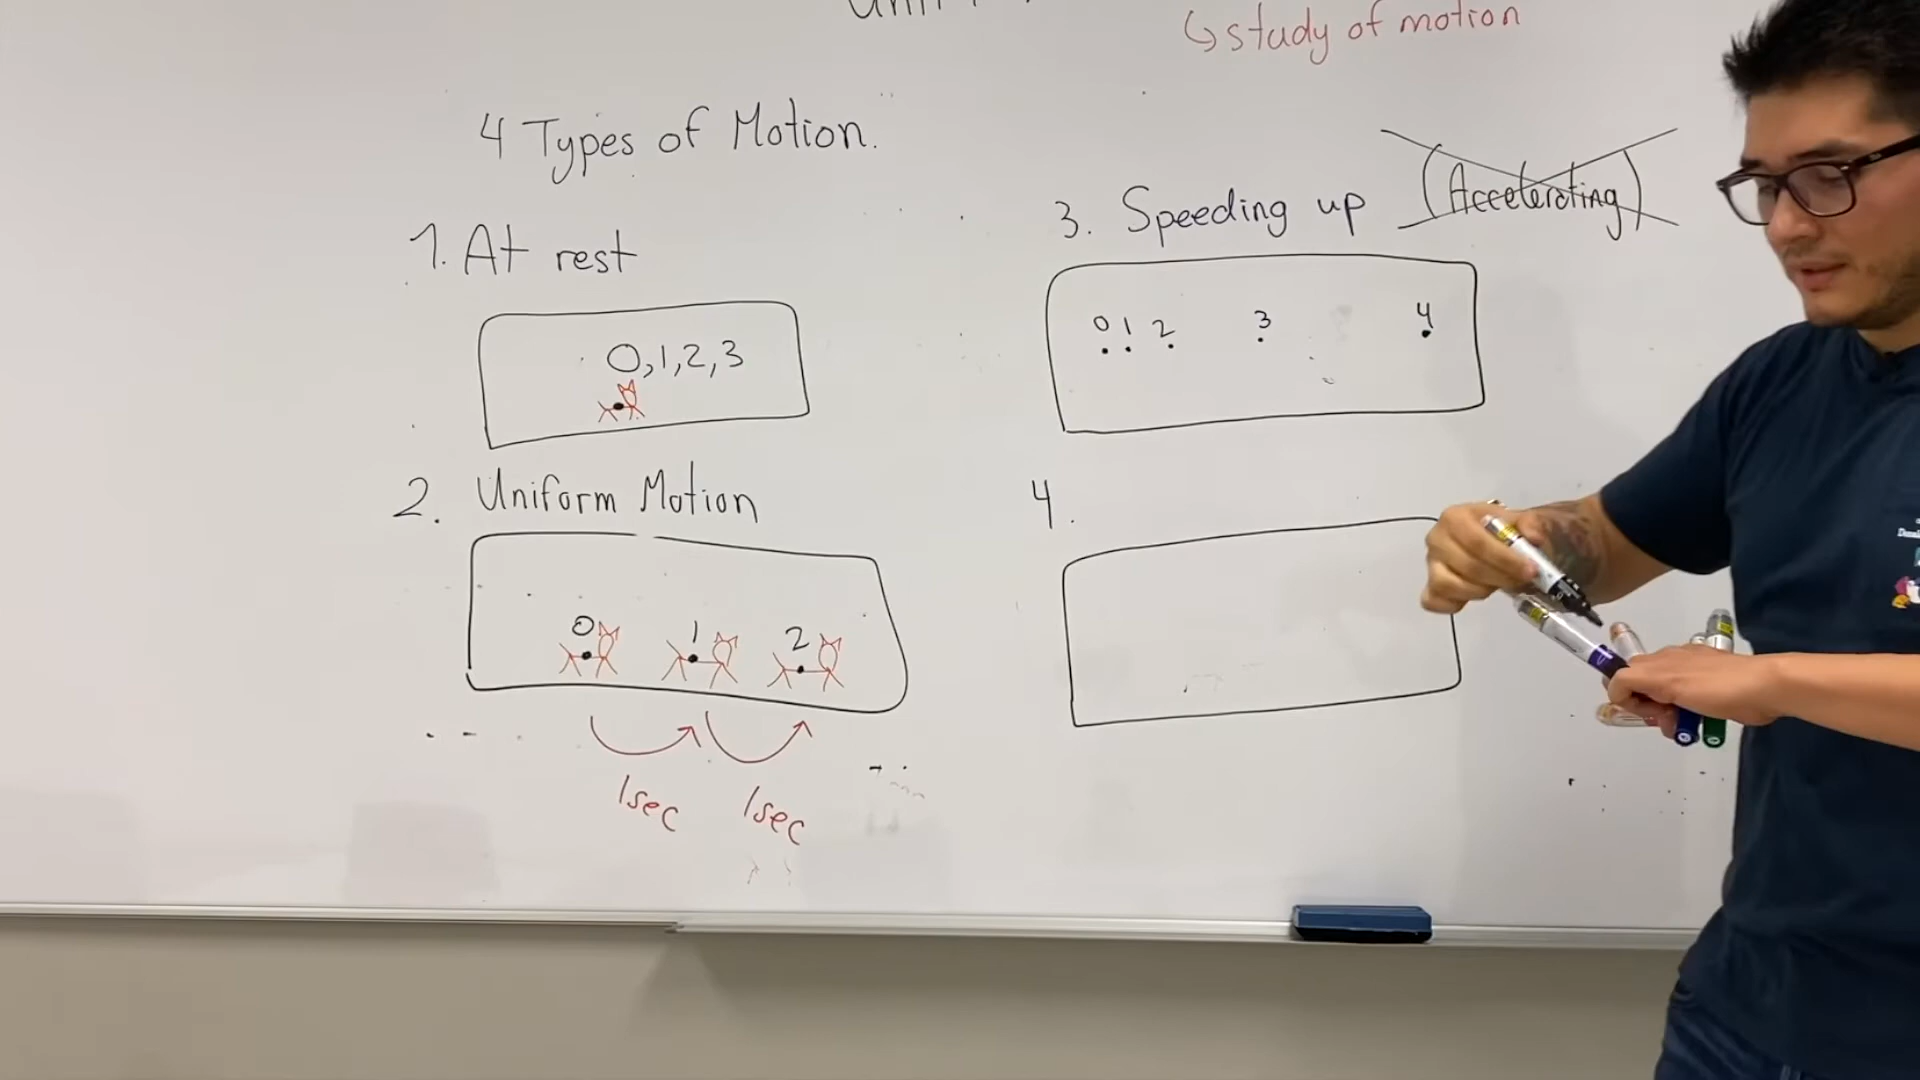 ↳study of motion
4 Types of Motion.
1. At rest
0,1,2,3
2. Uniform Motion
0 1 2
1sec 1sec
3. Speeding up (Accelerating)
0 1 2 3 4
4.